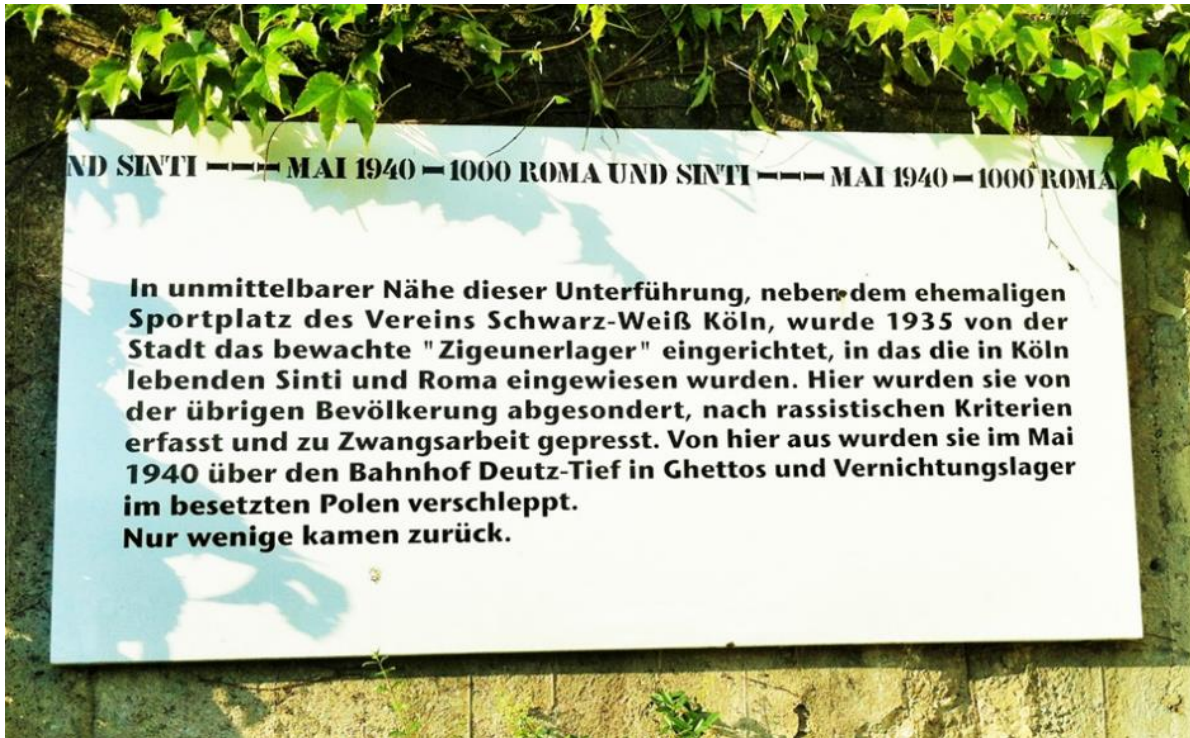 ND SINTI --- MAI 1940 - 1000 ROMA UND SINTI --- MAI 1940 - 1000 ROMA
In unmittelbarer Nähe dieser Unterführung, neben dem ehemaligen
Sportplatz des Vereins Schwarz-Weiß Köln, wurde 1935 von der
Stadt das bewachte "Zigeunerlager" eingerichtet, in das die in Köln
lebenden Sinti und Roma eingewiesen wurden. Hier wurden sie von
der übrigen Bevölkerung abgesondert, nach rassistischen Kriterien
erfasst und zu Zwangsarbeit gepresst. Von hier aus wurden sie im Mai
1940 über den Bahnhof Deutz-Tief in Ghettos und Vernichtungslager
im besetzten Polen verschleppt.
Nur wenige kamen zurück.